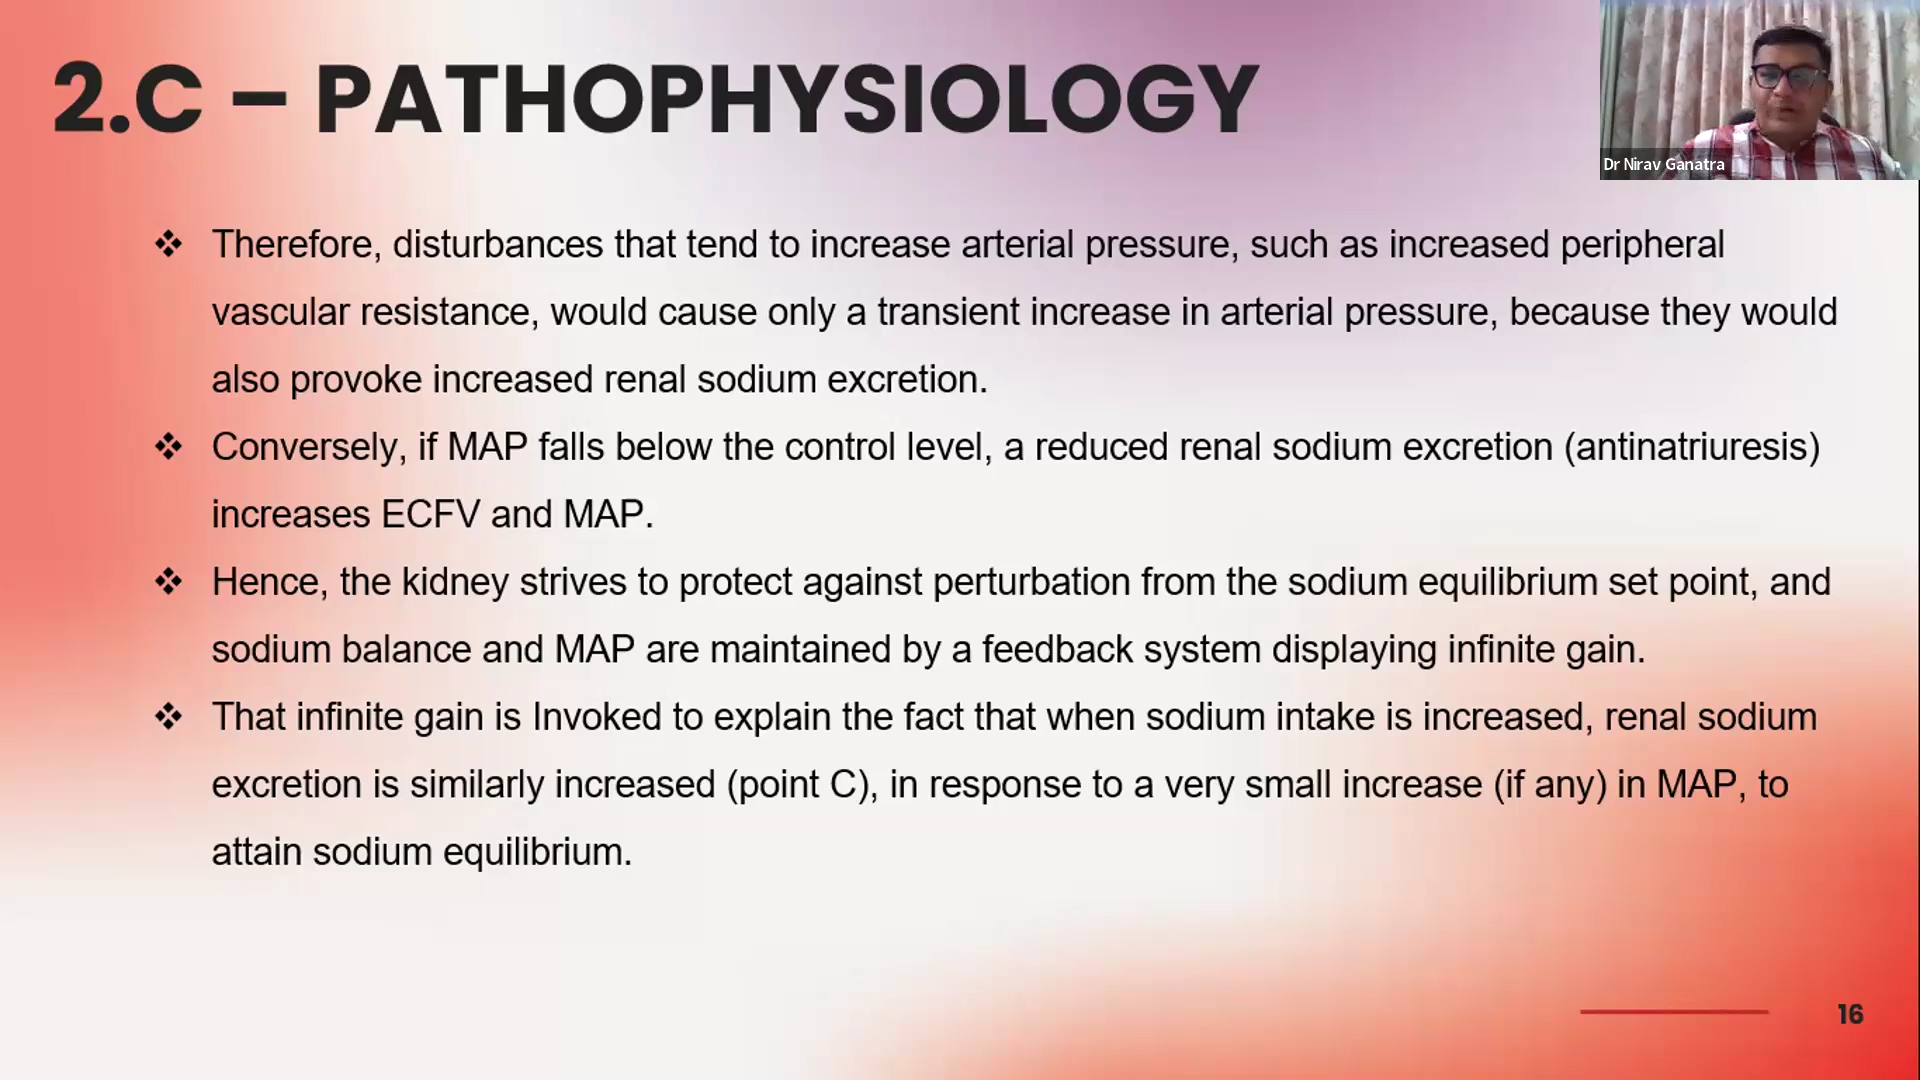 2.C – PATHOPHYSIOLOGY
Dr Nirav Ganatra
❖ Therefore, disturbances that tend to increase arterial pressure, such as increased peripheral
vascular resistance, would cause only a transient increase in arterial pressure, because they would
also provoke increased renal sodium excretion.
❖ Conversely, if MAP falls below the control level, a reduced renal sodium excretion (antinatriuresis)
increases ECFV and MAP.
❖ Hence, the kidney strives to protect against perturbation from the sodium equilibrium set point, and
sodium balance and MAP are maintained by a feedback system displaying infinite gain.
❖ That infinite gain is Invoked to explain the fact that when sodium intake is increased, renal sodium
excretion is similarly increased (point C), in response to a very small increase (if any) in MAP, to
attain sodium equilibrium.
16